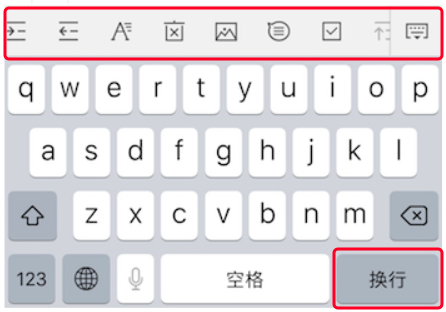 A
q w e r t y u i o p
a s d f g h j k l
z x c v b n m
123 空格 换行